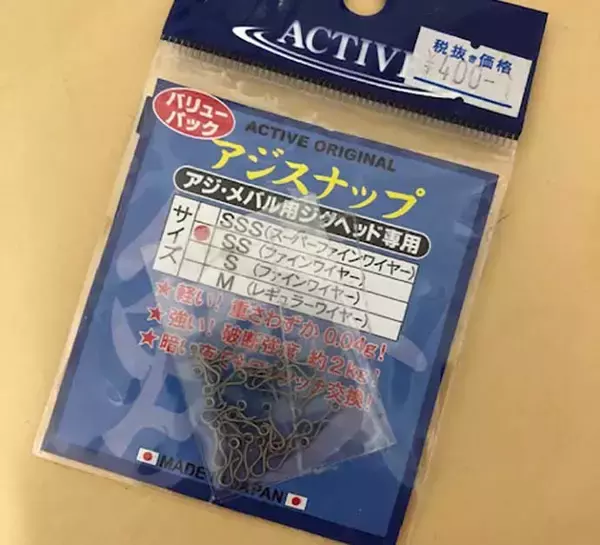 ACTIVE
税抜き価格
¥400-
バリュー
パック
ACTIVE ORIGINAL
アジスナップ
アジ・メバル用ジグヘッド専用
サイズ
SSS(スーパーファインワイヤー)
SS (ファインワイヤー)
S (ファインワイヤー)
M (レギュラーワイヤー)
★軽い! 重さわずか0.04g!
★強い! 破断強度 約2kg!
★暗い 交換!
MADE JAPAN